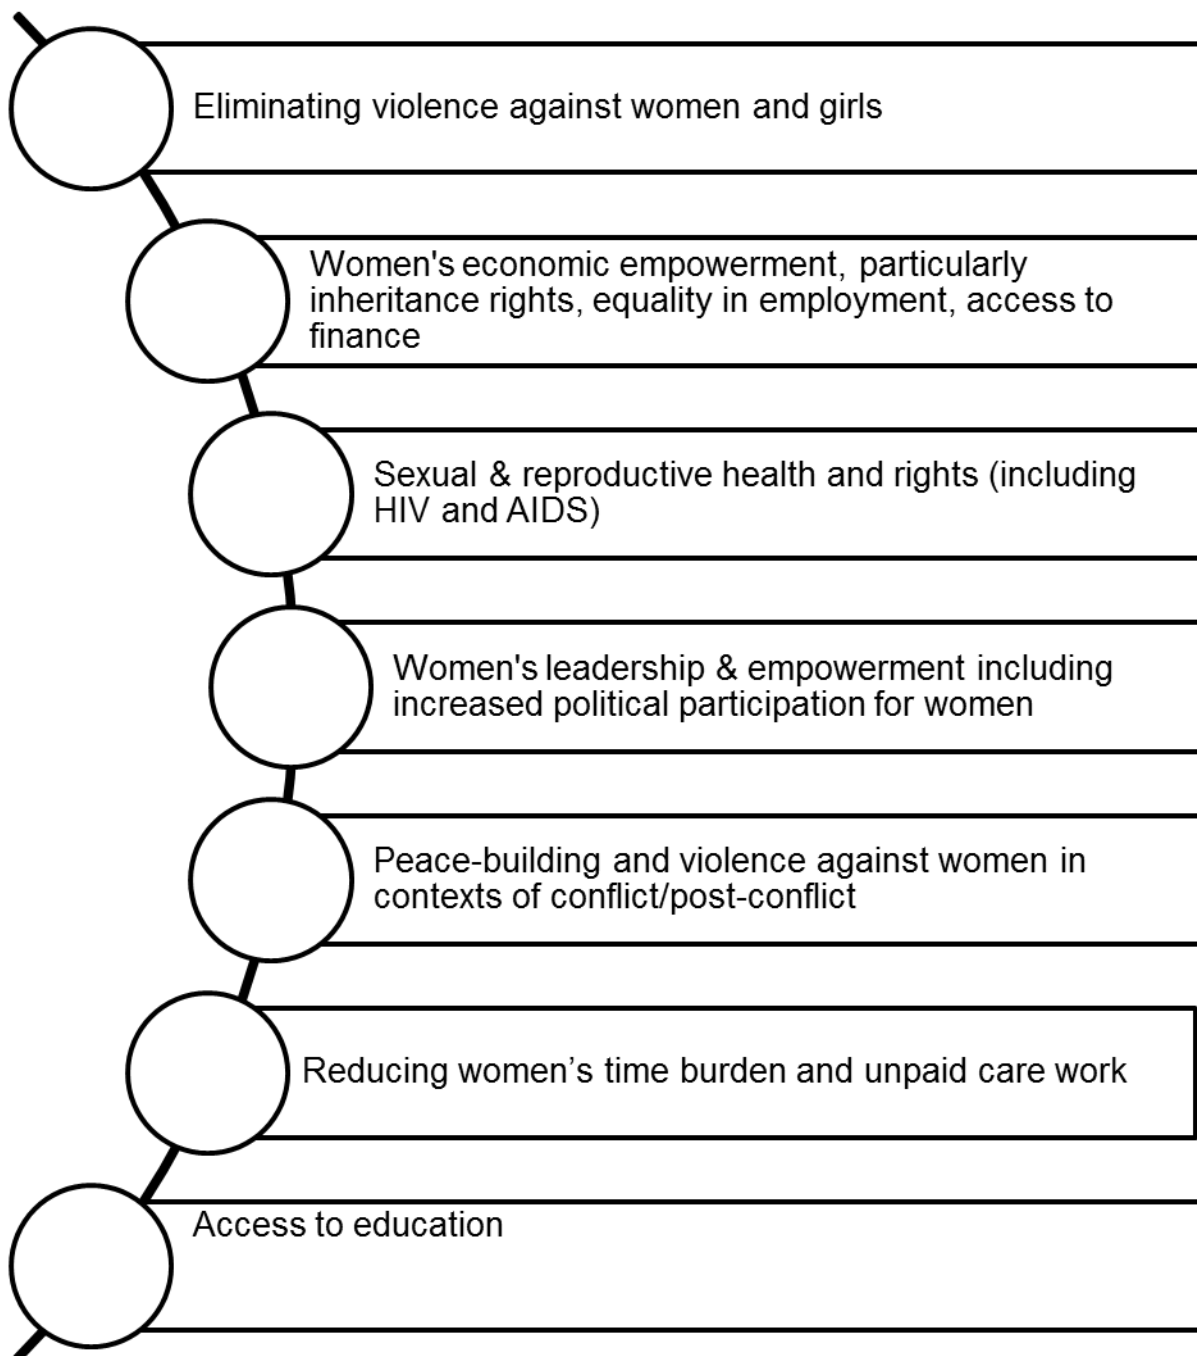 Eliminating violence against women and girls
Women's economic empowerment, particularly
inheritance rights, equality in employment, access to
finance
Sexual & reproductive health and rights (including
HIV and AIDS)
Women's leadership & empowerment including
increased political participation for women
Peace-building and violence against women in
contexts of conflict/post-conflict
Reducing women’s time burden and unpaid care work
Access to education